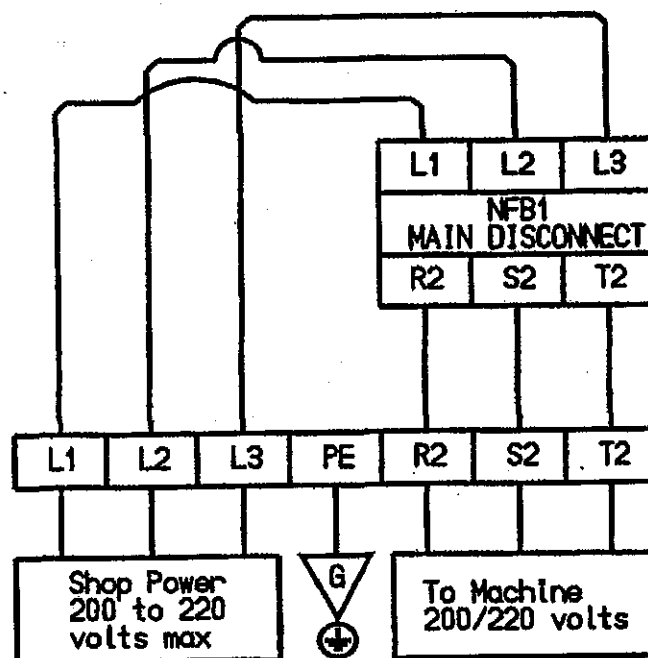 L1 L2 L3
NFB1
MAIN DISCONNECT
R2 S2 T2
L1 L2 L3 PE R2 S2 T2
Shop Power
200 to 220
volts max
G
To Machine
200/220 volts